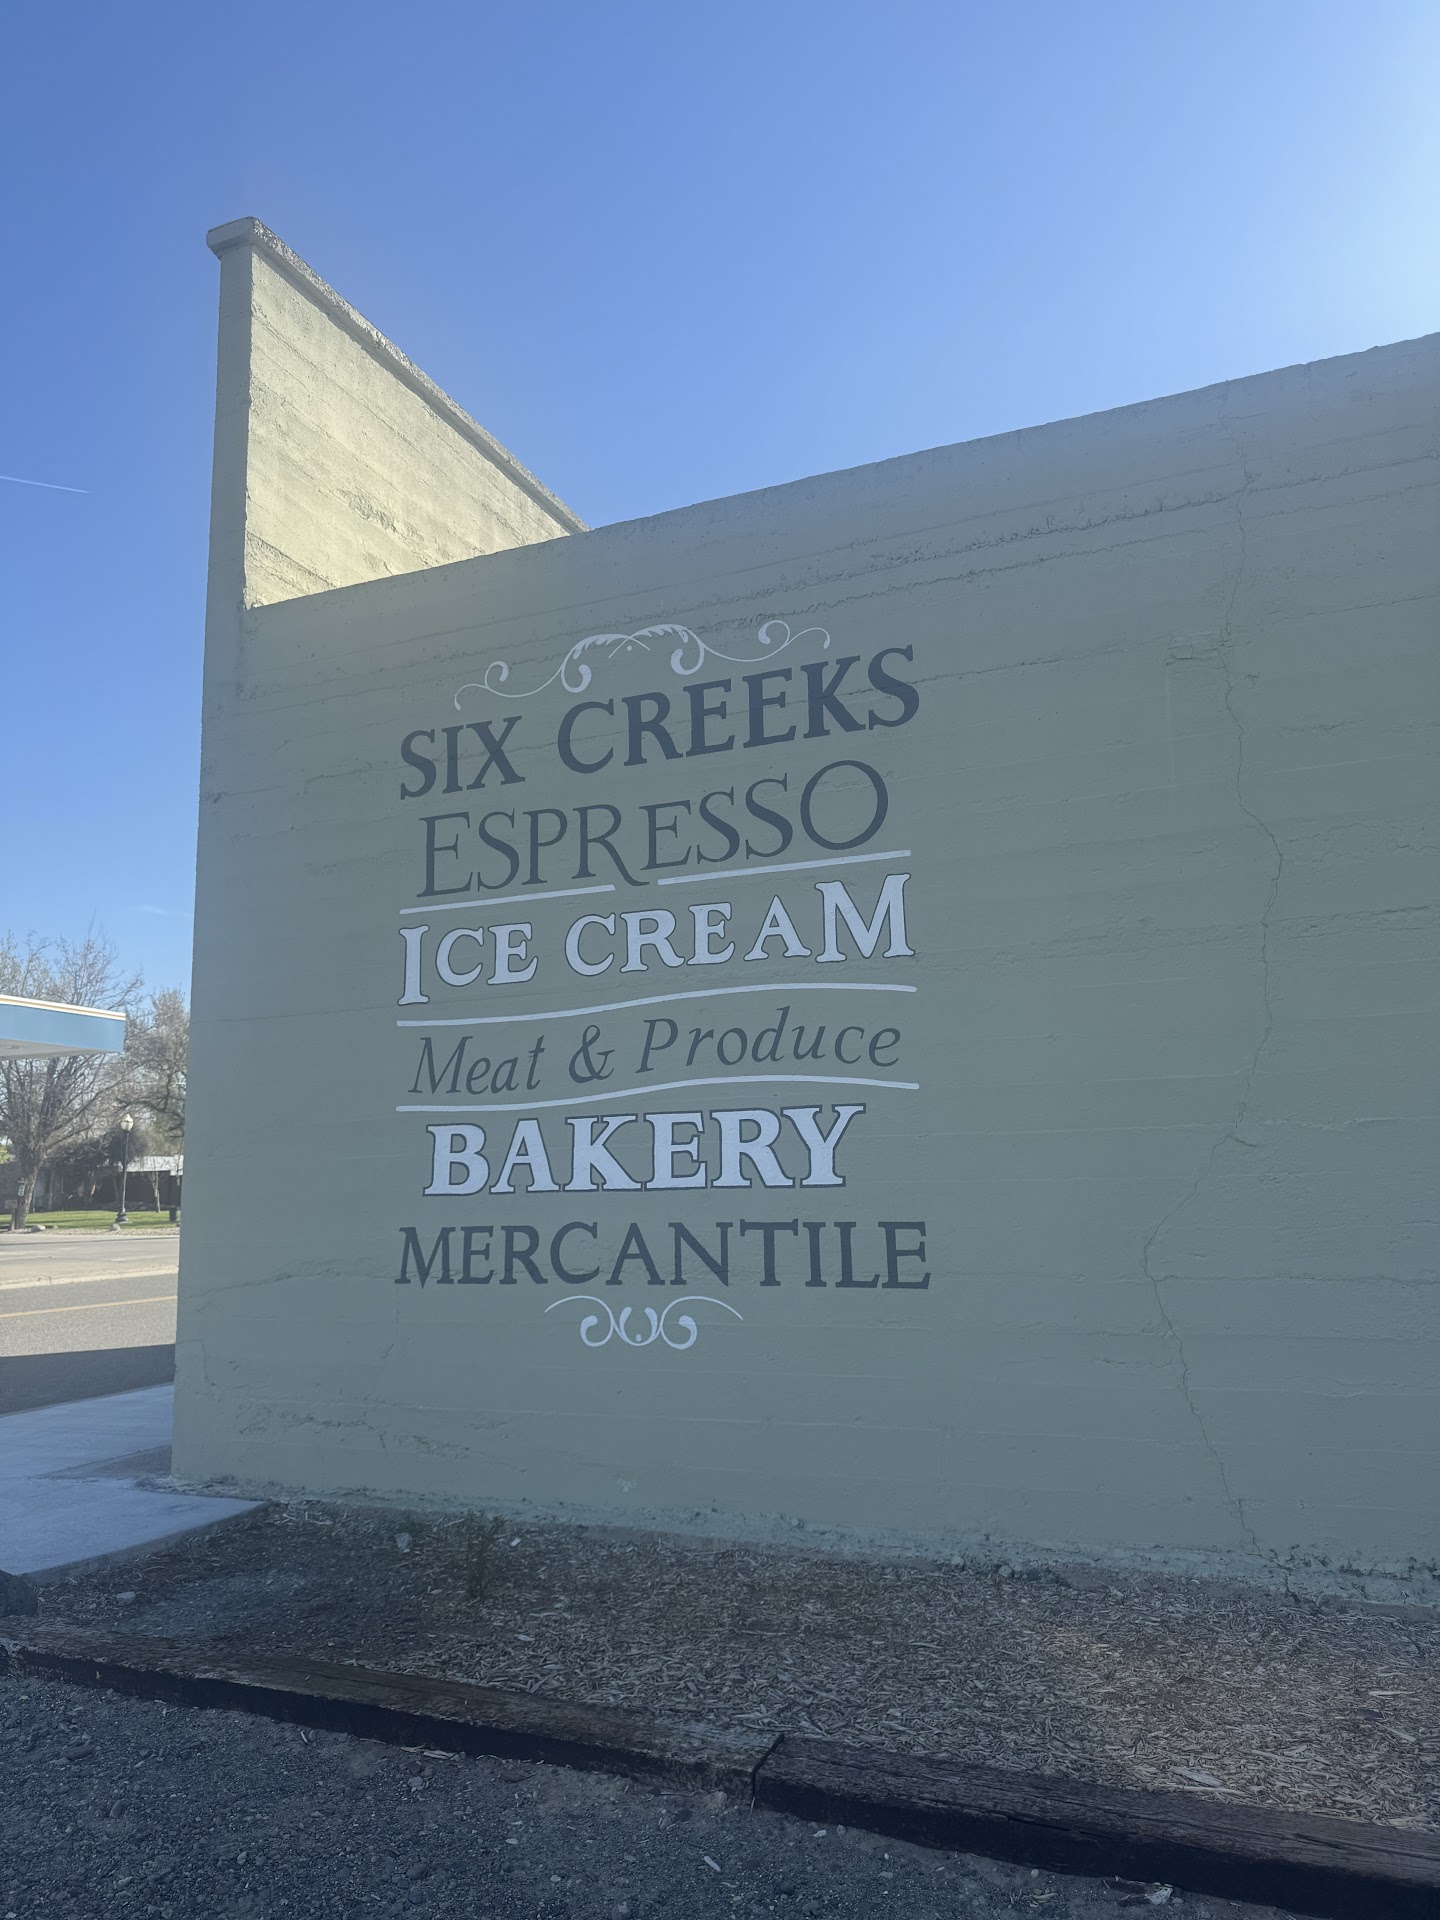 SIX CREEKS
ESPRESSO
ICE CREAM
Meat & Produce
BAKERY
MERCANTILE